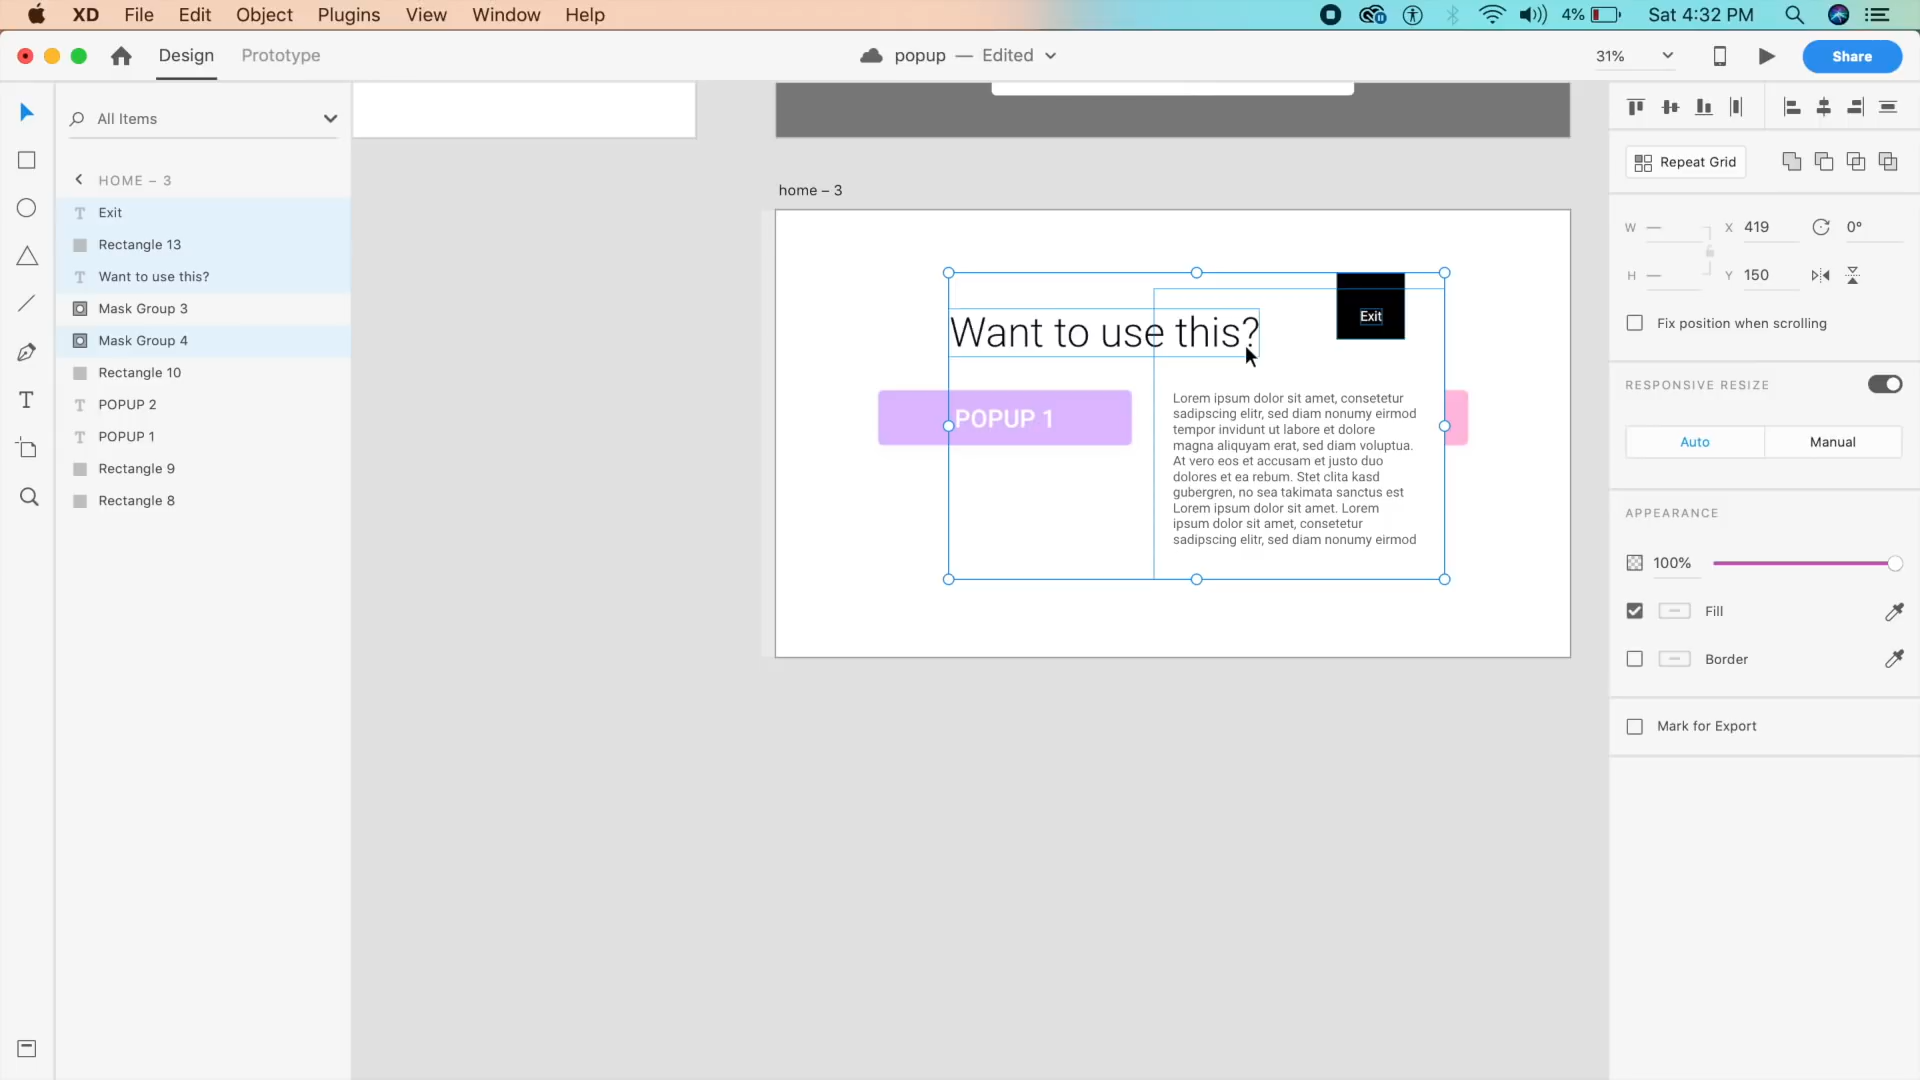 XD File Edit Object Plugins View Window Help
4% Sat 4:32 PM
Design Prototype
popup — Edited
31%
Share
All Items
HOME – 3
Exit
Rectangle 13
Want to use this?
Mask Group 3
Mask Group 4
Rectangle 10
POPUP 2
POPUP 1
Rectangle 9
Rectangle 8
home – 3
Want to use this?
Exit
POPUP 1
Lorem ipsum dolor sit amet, consetetur
sadipscing elitr, sed diam nonumy eirmod
tempor invidunt ut labore et dolore
magna aliquyam erat, sed diam voluptua.
At vero eos et accusam et justo duo
dolores et ea rebum. Stet clita kasd
gubergren, no sea takimata sanctus est
Lorem ipsum dolor sit amet. Lorem
ipsum dolor sit amet, consetetur
sadipscing elitr, sed diam nonumy eirmod
Repeat Grid
W — X 419 0°
H — Y 150
Fix position when scrolling
RESPONSIVE RESIZE
Auto Manual
APPEARANCE
100%
Fill
Border
Mark for Export